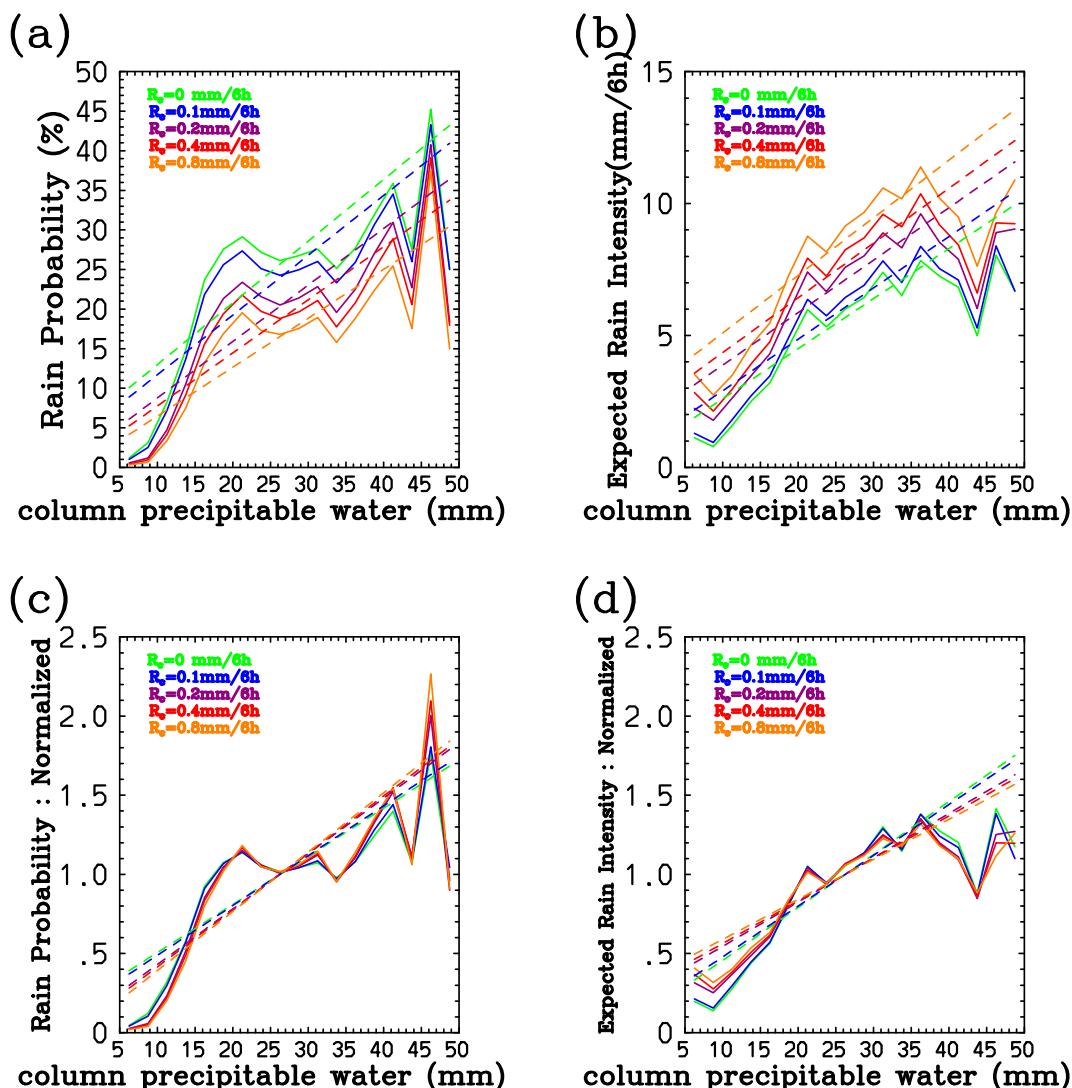 (a)
Rain Probability (%)
50
45
40
35
30
25
20
15
10
5
0
R₀=0 mm/6h
R₀=0.1mm/6h
R₀=0.2mm/6h
R₀=0.4mm/6h
R₀=0.8mm/6h
5 10 15 20 25 30 35 40 45 50
column precipitable water (mm)
(b)
Expected Rain Intensity(mm/6h)
15
10
5
0
R₀=0 mm/6h
R₀=0.1mm/6h
R₀=0.2mm/6h
R₀=0.4mm/6h
R₀=0.8mm/6h
5 10 15 20 25 30 35 40 45 50
column precipitable water (mm)
(c)
Rain Probability : Normalized
2.5
2.0
1.5
1.0
.5
0
R₀=0 mm/6h
R₀=0.1mm/6h
R₀=0.2mm/6h
R₀=0.4mm/6h
R₀=0.8mm/6h
5 10 15 20 25 30 35 40 45 50
column precipitable water (mm)
(d)
Expected Rain Intensity : Normalized
2.5
2.0
1.5
1.0
.5
0
R₀=0 mm/6h
R₀=0.1mm/6h
R₀=0.2mm/6h
R₀=0.4mm/6h
R₀=0.8mm/6h
5 10 15 20 25 30 35 40 45 50
column precipitable water (mm)